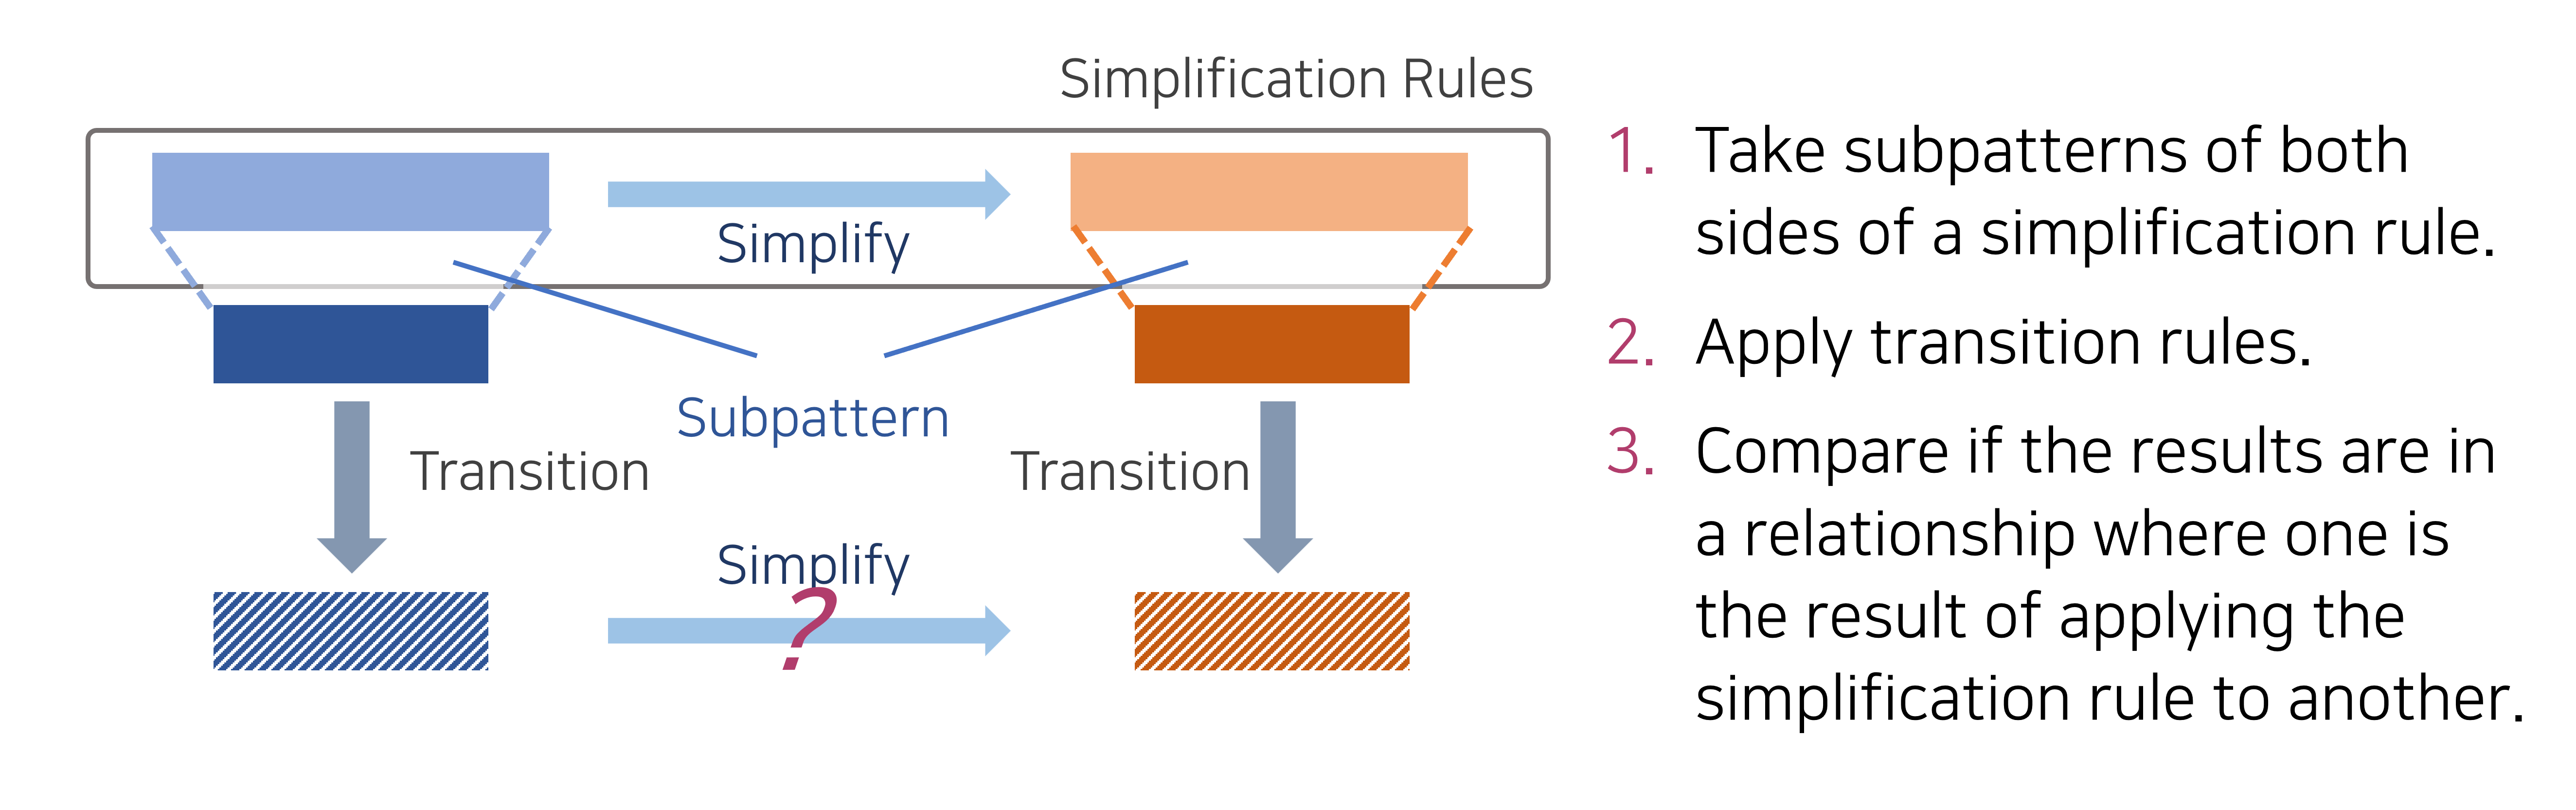 Simplification Rules
Simplify
Subpattern
Transition
Transition
Simplify
?
1. Take subpatterns of both
sides of a simplification rule.
2. Apply transition rules.
3. Compare if the results are in
a relationship where one is
the result of applying the
simplification rule to another.